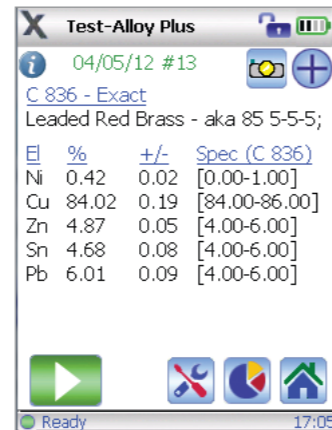 X Test-Alloy Plus
04/05/12 #13
C 836 - Exact
Leaded Red Brass - aka 85 5-5-5;
El % +/- Spec (C 836)
Ni 0.42 0.02 [0.00-1.00]
Cu 84.02 0.19 [84.00-86.00]
Zn 4.87 0.05 [4.00-6.00]
Sn 4.68 0.08 [4.00-6.00]
Pb 6.01 0.09 [4.00-6.00]
Ready 17:05